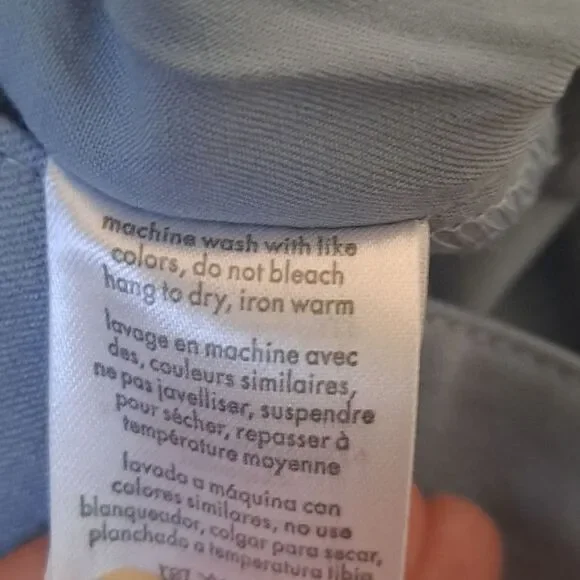 machine wash with like
colors, do not bleach
hang to dry, iron warm
lavage en machine avec
des, couleurs similaires,
ne pas javelliser, suspendre
pour sécher, repasser à
température moyenne
lavado a máquina con
colores similares, no use
blanqueador, colgar para secar,
planchado a temperatura tibia